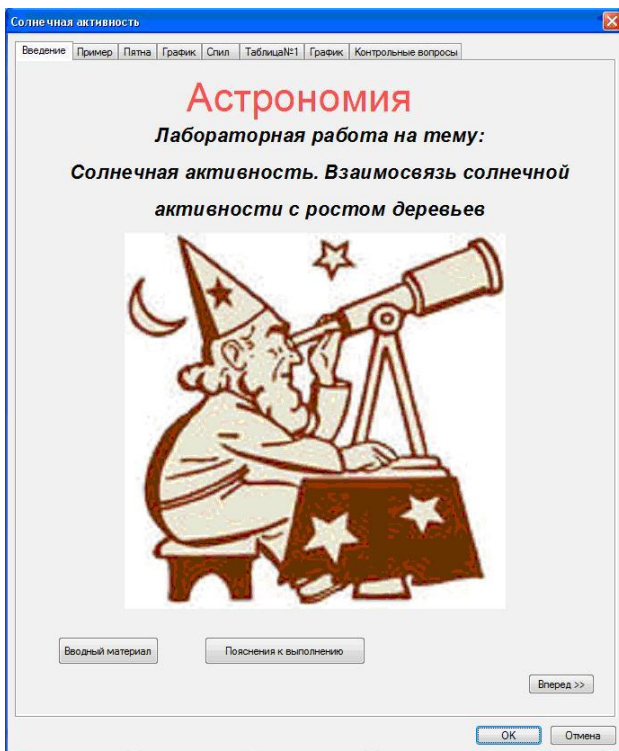 Солнечная активность
Введение Пример Пятна График Спил Таблица№1 График Контрольные вопросы
Астрономия
Лабораторная работа на тему:
Солнечная активность. Взаимосвязь солнечной
активности с ростом деревьев
Вводный материал Пояснения к выполнению
Вперед >>
OK Отмена